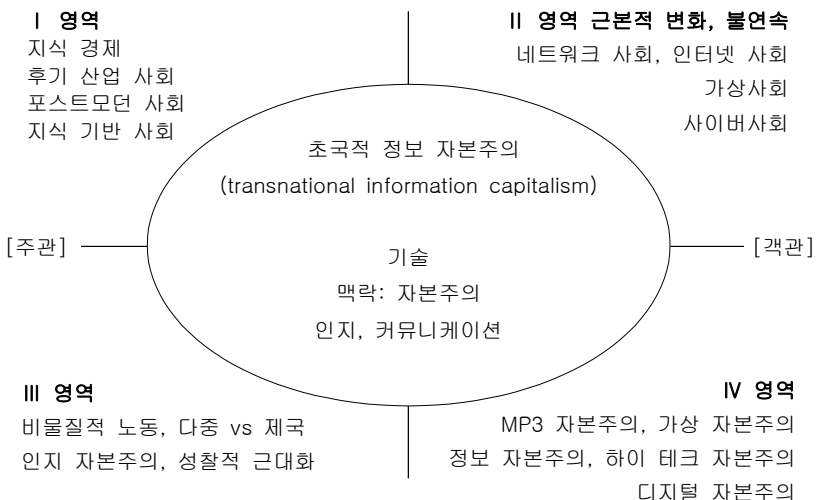 I 영역
지식 경제
후기 산업 사회
포스트모던 사회
지식 기반 사회
II 영역 근본적 변화, 불연속
네트워크 사회, 인터넷 사회
가상사회
사이버사회
초국적 정보 자본주의
(transnational information capitalism)
[주관]
[객관]
기술
맥락: 자본주의
인지, 커뮤니케이션
III 영역
비물질적 노동, 다중 vs 제국
인지 자본주의, 성찰적 근대화
IV 영역
MP3 자본주의, 가상 자본주의
정보 자본주의, 하이 테크 자본주의
디지털 자본주의